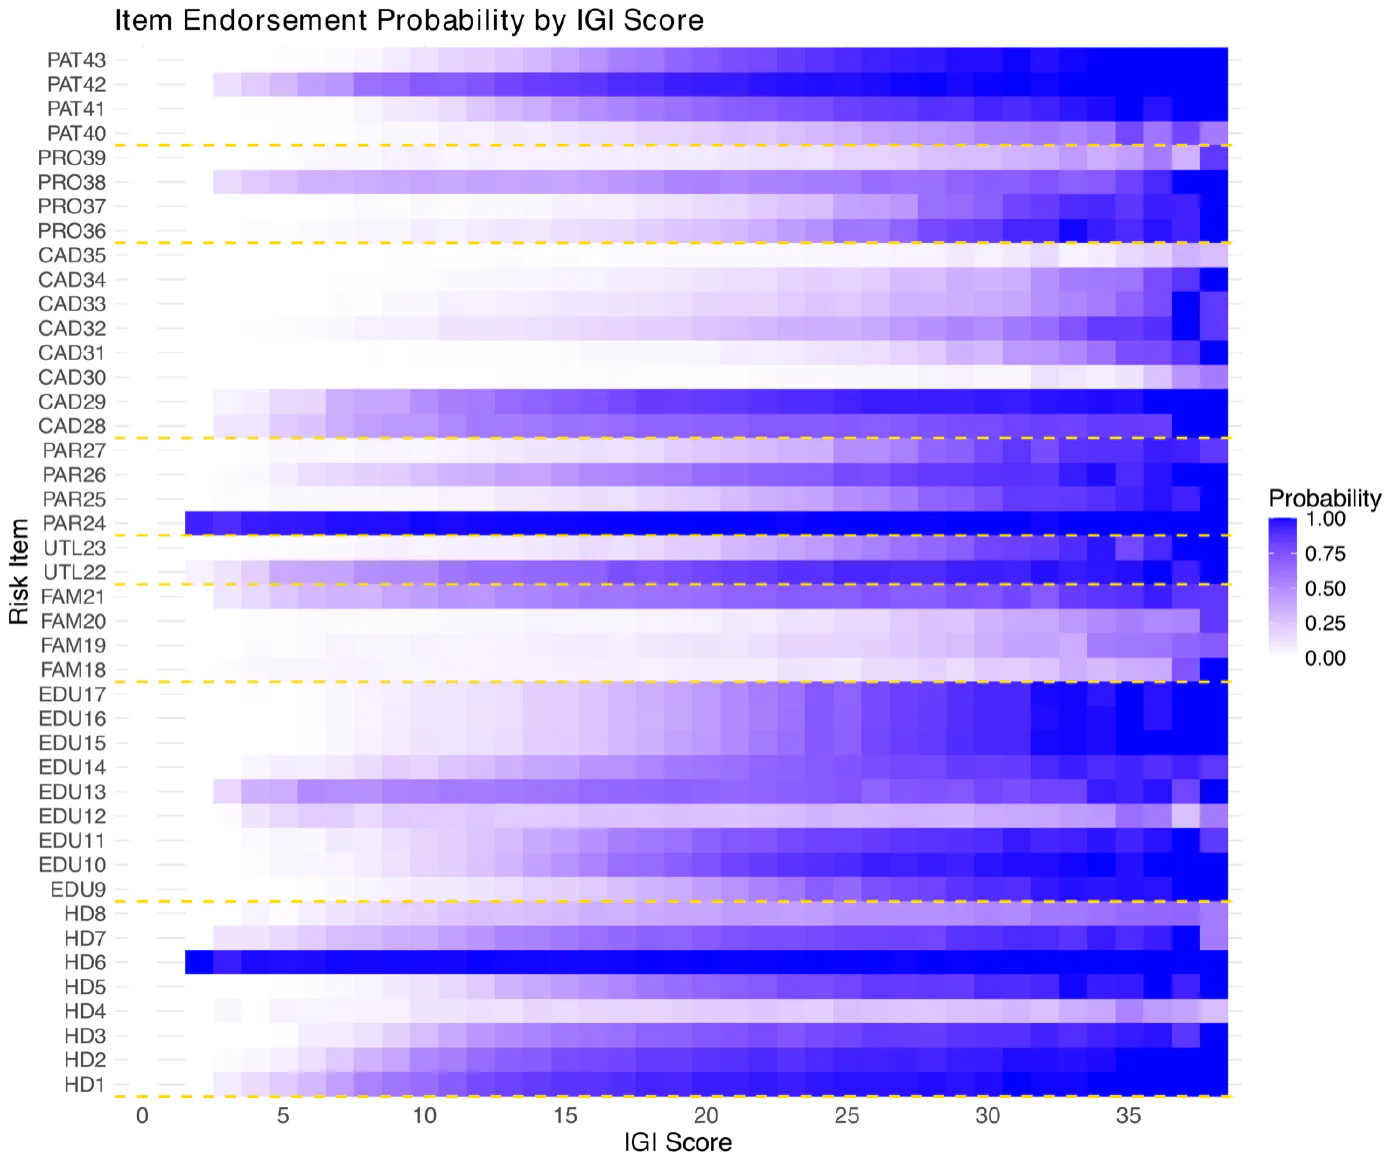 Item Endorsement Probability by IGI Score
PAT43
PAT42
PAT41
PAT40
PRO39
PRO38
PRO37
PRO36
CAD35
CAD34
CAD33
CAD32
CAD31
CAD30
CAD29
CAD28
PAR27
PAR26
PAR25
PAR24
UTL23
UTL22
FAM21
FAM20
FAM19
FAM18
EDU17
EDU16
EDU15
EDU14
EDU13
EDU12
EDU11
EDU10
EDU9
HD8
HD7
HD6
HD5
HD4
HD3
HD2
HD1
Risk Item
0 5 10 15 20 25 30 35
IGI Score
Probability
1.00
0.75
0.50
0.25
0.00